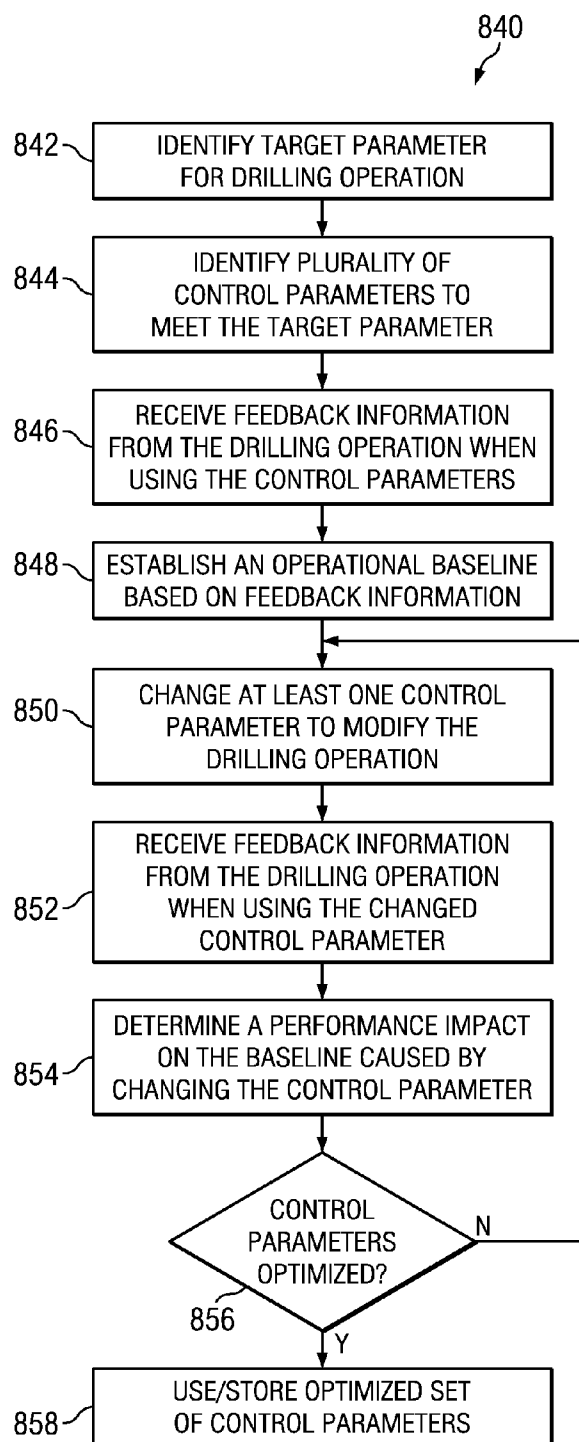 840
842
IDENTIFY TARGET PARAMETER
FOR DRILLING OPERATION
844
IDENTIFY PLURALITY OF
CONTROL PARAMETERS TO
MEET THE TARGET PARAMETER
846
RECEIVE FEEDBACK INFORMATION
FROM THE DRILLING OPERATION WHEN
USING THE CONTROL PARAMETERS
848
ESTABLISH AN OPERATIONAL BASELINE
BASED ON FEEDBACK INFORMATION
850
CHANGE AT LEAST ONE CONTROL
PARAMETER TO MODIFY THE
DRILLING OPERATION
852
RECEIVE FEEDBACK INFORMATION
FROM THE DRILLING OPERATION
WHEN USING THE CHANGED
CONTROL PARAMETER
854
DETERMINE A PERFORMANCE IMPACT
ON THE BASELINE CAUSED BY
CHANGING THE CONTROL PARAMETER
CONTROL
PARAMETERS
OPTIMIZED?
N
856
Y
858
USE/STORE OPTIMIZED SET
OF CONTROL PARAMETERS